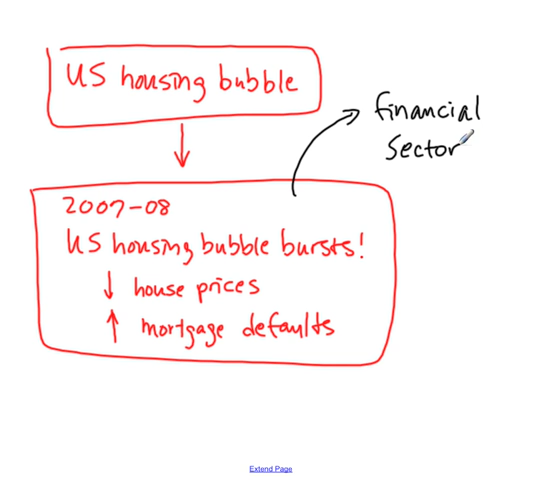 US housing bubble
financial
sector
2007-08
US housing bubble bursts!
↓ house prices
↑ mortgage defaults
Extend Page